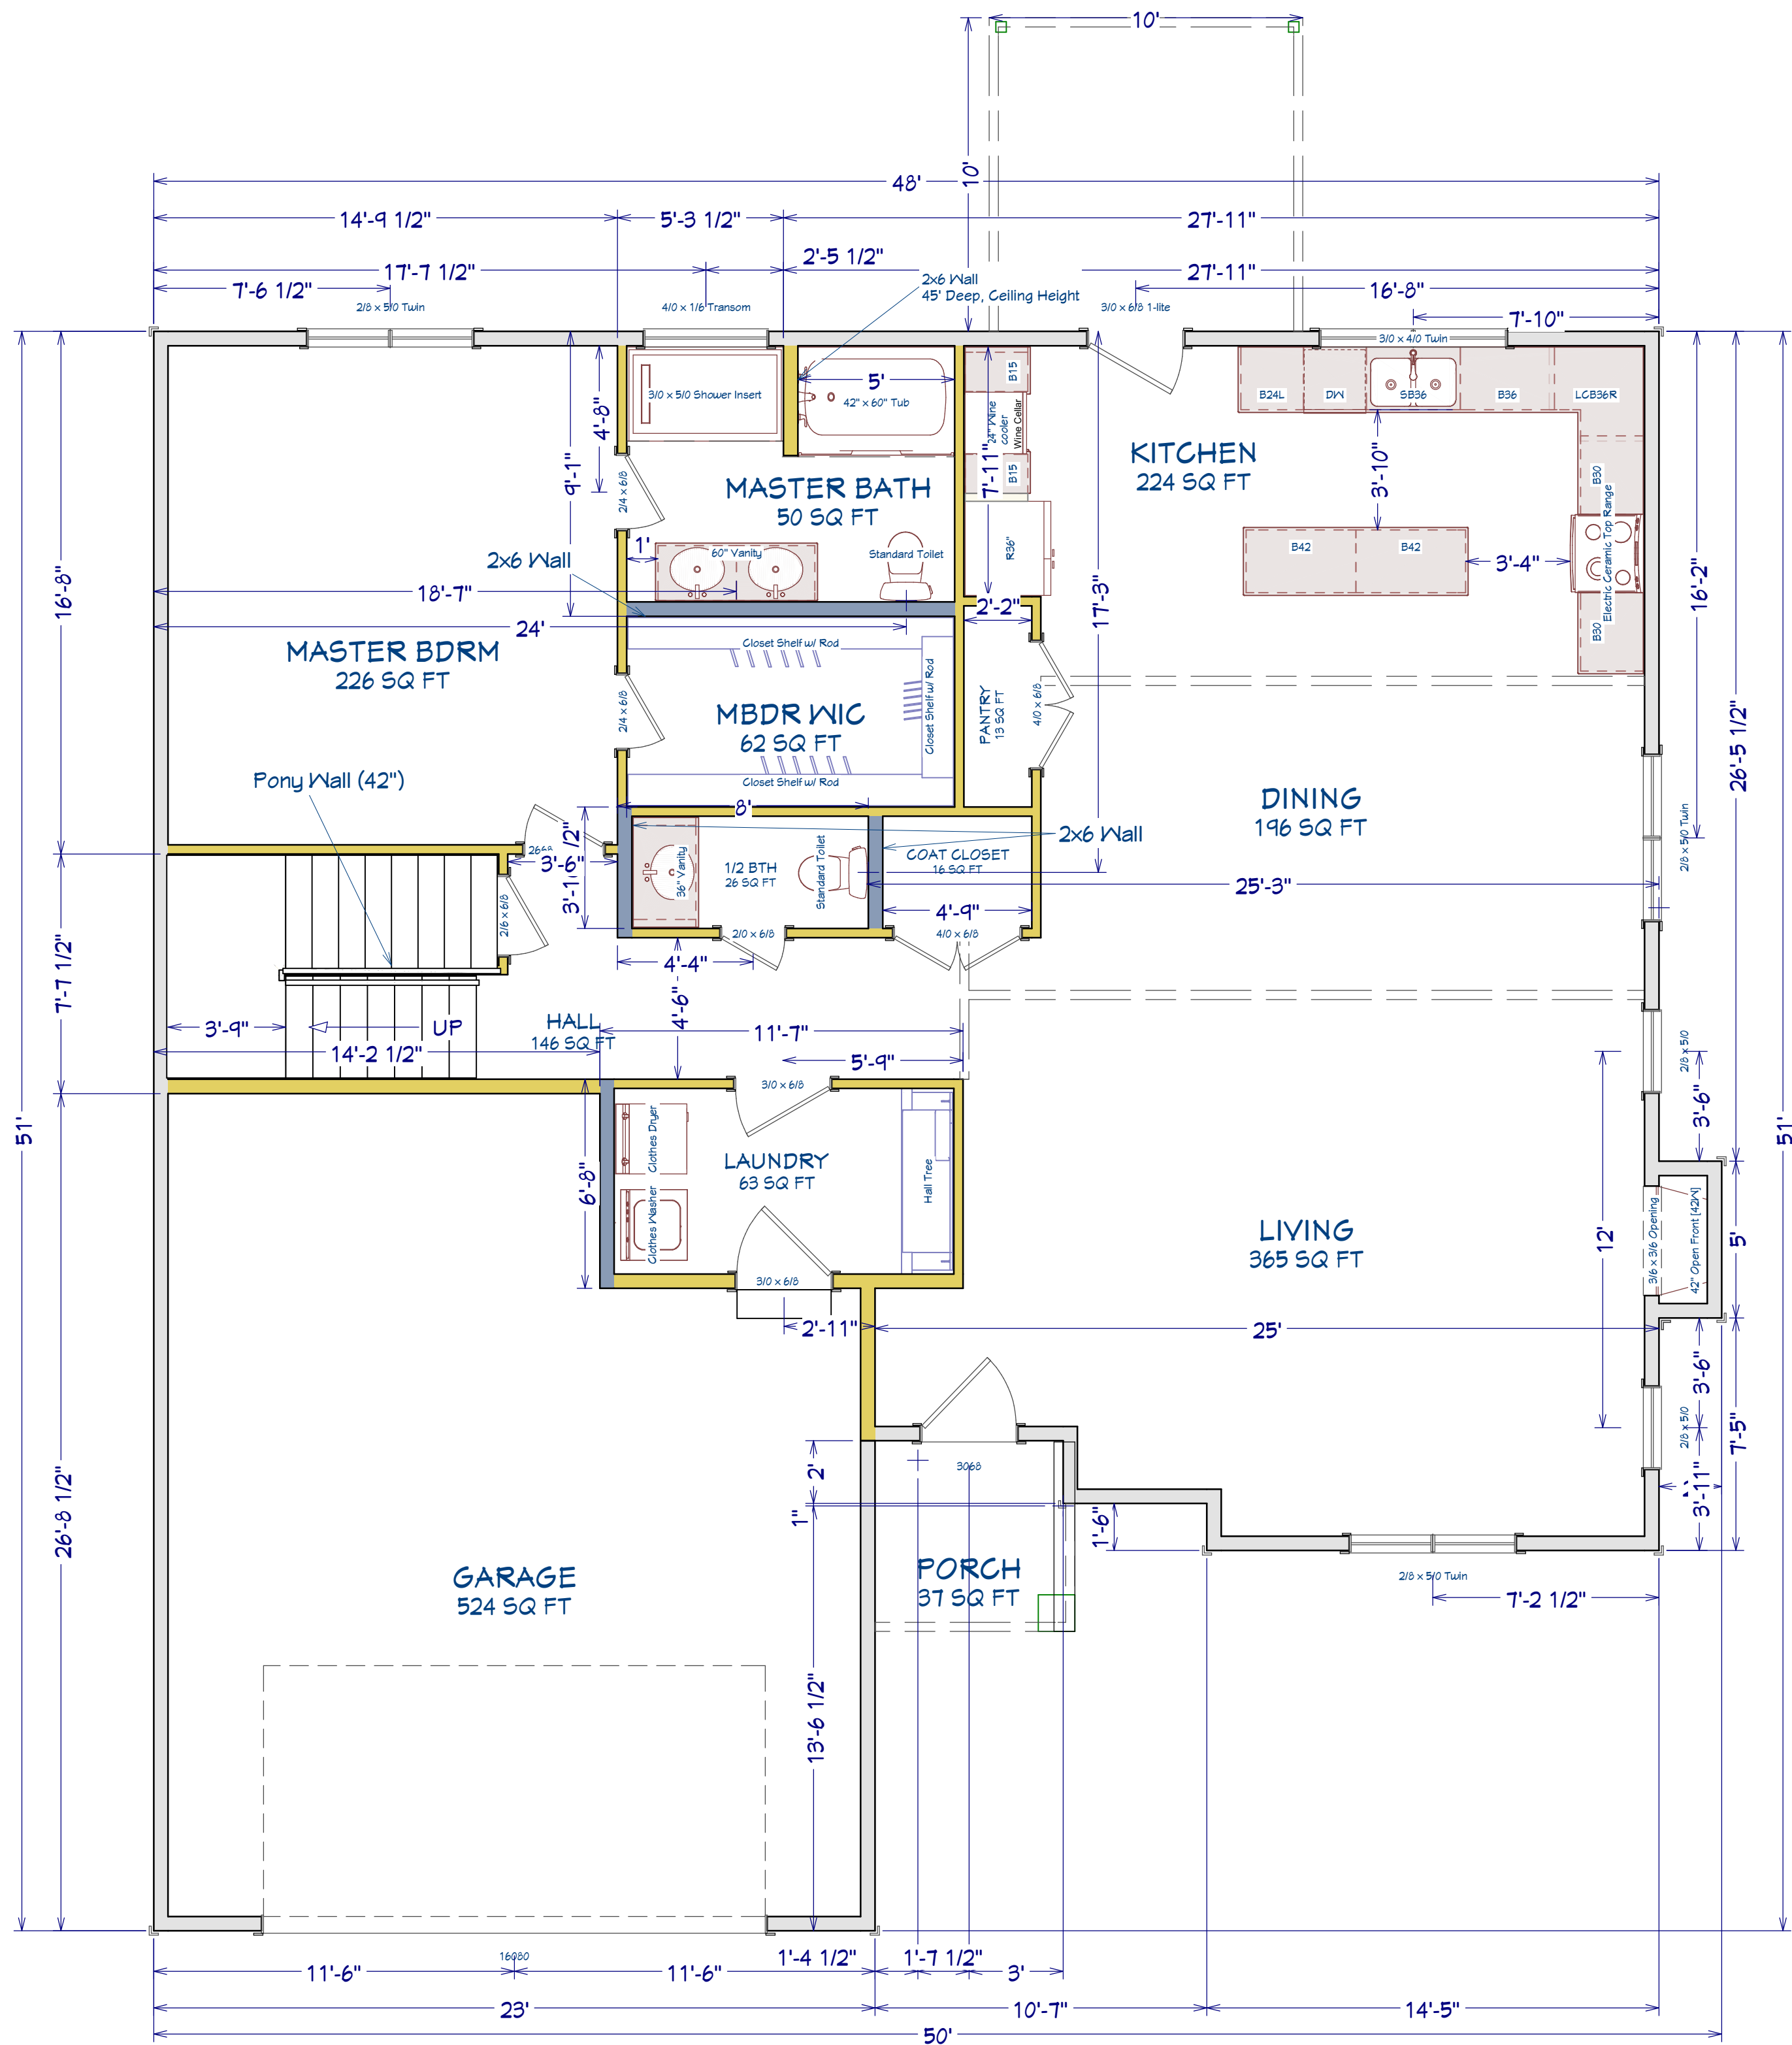 10'
10'
48'
14'-9 1/2"
5'-3 1/2"
27'-11"
2'-5 1/2"
17'-7 1/2"
27'-11"
2x6 Wall
45' Deep, Ceiling Height
7'-6 1/2"
16'-8"
2/8 x 5/0 Twin
4/0 x 1/6 Transom
3/0 x 6/8 1-lite
7'-10"
3/0 x 4/0 Twin
5'
3/0 x 5/0 Shower Insert
42" x 60" Tub
4'-8"
9'-1"
B15
24" Wine
cooler
Wine Cellar
B15
7'-11"
B24L
DW
SB36
B36
LCB36R
KITCHEN
224 SQ FT
3'-10"
B30
Electric Ceramic Top Range
B30
MASTER BATH
50 SQ FT
2/4 x 6/8
1'
60" Vanity
Standard Toilet
R36"
B42
B42
3'-4"
2x6 Wall
16'-8"
18'-7"
2'-2"
17'-3"
16'-2"
24'
MASTER BDRM
226 SQ FT
Closet Shelf w/ Rod
Closet Shelf w/ Rod
2/4 x 6/8
MBDR WIC
62 SQ FT
PANTRY
13 SQ FT
4/0 x 6/8
26'-5 1/2"
Pony Wall (42")
Closet Shelf w/ Rod
DINING
196 SQ FT
8'
2x6 Wall
2/8 x 5/0 Twin
3'-6"
36" Vanity
1/2 BTH
26 SQ FT
Standard Toilet
COAT CLOSET
16 SQ FT
25'-3"
2/6 x 6/8
4'-9"
2/0 x 6/8
4/0 x 6/8
7'-7 1/2"
4'-4"
4'-6"
3'-9"
UP
HALL
146 SQ FT
11'-7"
14'-2 1/2"
5'-9"
2/8 x 5/0
3'-6"
3/0 x 6/8
51'
51'
Clothes Dryer
LAUNDRY
63 SQ FT
6'-8"
Clothes Washer
Hall Tree
LIVING
365 SQ FT
12'
3/6 x 3/6 Opening
42" Open Front [42W]
5'
3/0 x 6/8
2'-11"
25'
3'-6"
2/8 x 5/0
7'-5"
3'-11"
2'
3068
1"
1'-6"
26'-8 1/2"
GARAGE
524 SQ FT
PORCH
37 SQ FT
2/8 x 5/0 Twin
7'-2 1/2"
13'-6 1/2"
16080
1'-4 1/2"
1'-7 1/2"
11'-6"
11'-6"
3'
23'
10'-7"
14'-5"
50'